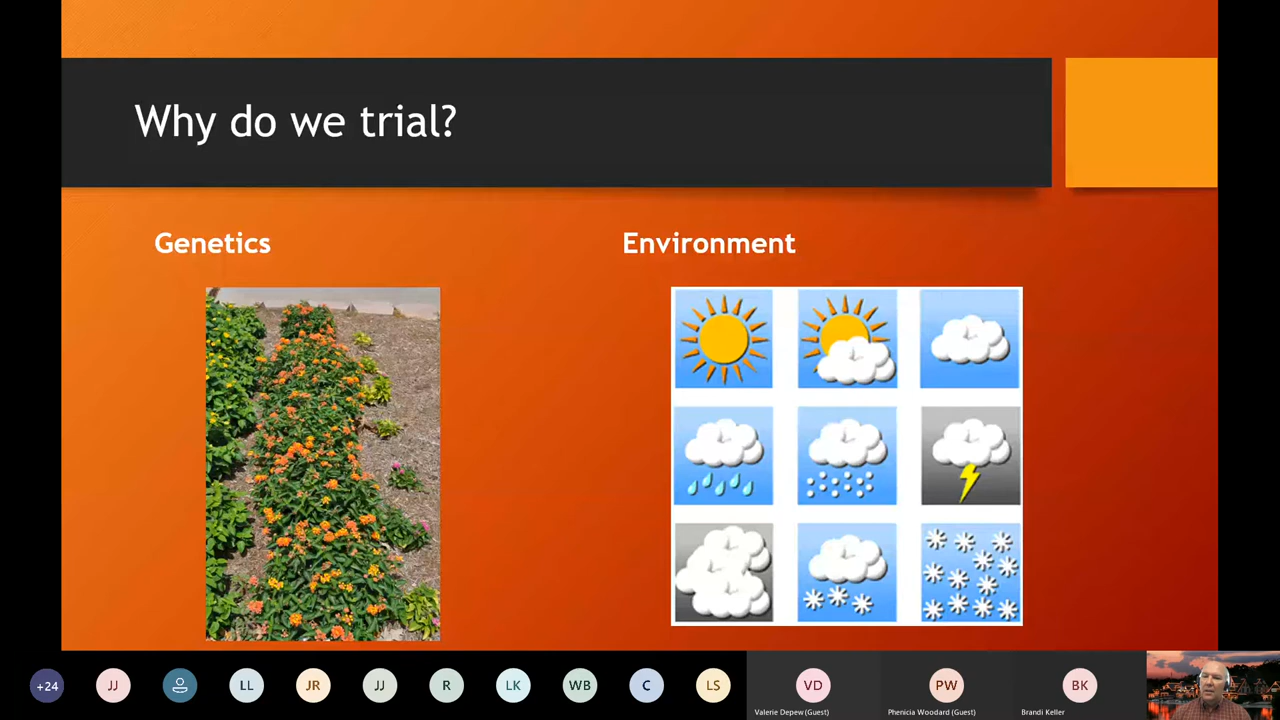 Why do we trial?
Genetics
Environment
+24
JJ
LL
JR
JJ
R
LK
WB
C
LS
VD
PW
BK
Valerie Depew (Guest)
Phenicia Woodard (Guest)
Brandi Keller